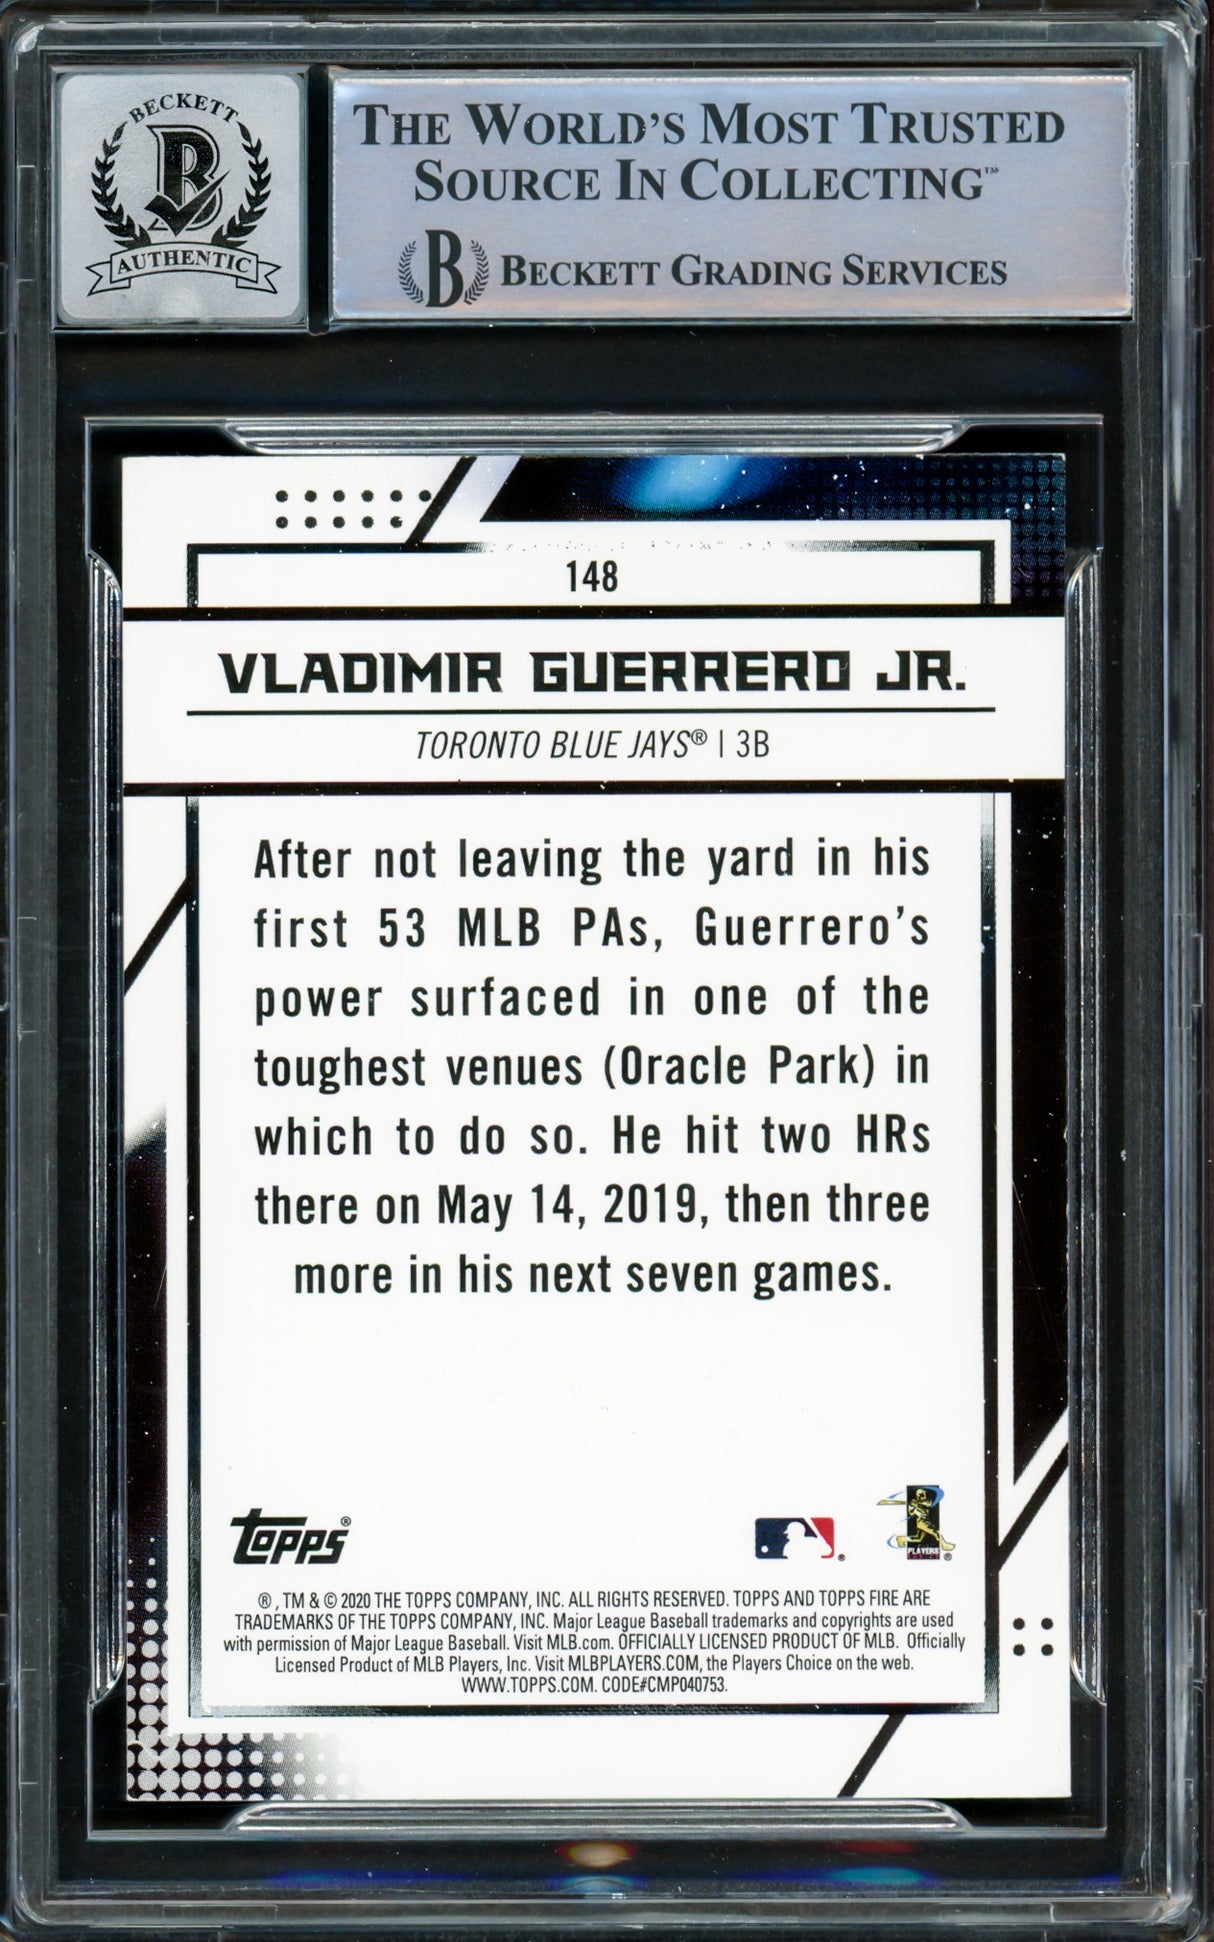 BECKETT
B
AUTHENTIC
THE WORLD'S MOST TRUSTED
SOURCE IN COLLECTING™
B BECKETT GRADING SERVICES
148
VLADIMIR GUERRERO JR.
TORONTO BLUE JAYS® | 3B
After not leaving the yard in his
first 53 MLB PAs, Guerrero's
power surfaced in one of the
toughest venues (Oracle Park) in
which to do so. He hit two HRs
there on May 14, 2019, then three
more in his next seven games.
Topps®
PLAYERS
®, TM & © 2020 THE TOPPS COMPANY, INC. ALL RIGHTS RESERVED. TOPPS AND TOPPS FIRE ARE
TRADEMARKS OF THE TOPPS COMPANY, INC. Major League Baseball trademarks and copyrights are used
with permission of Major League Baseball. Visit MLB.com. OFFICIALLY LICENSED PRODUCT OF MLB. Officially
Licensed Product of MLB Players, Inc. Visit MLBPLAYERS.COM, the Players Choice on the web.
WWW.TOPPS.COM. CODE#CMP040753.